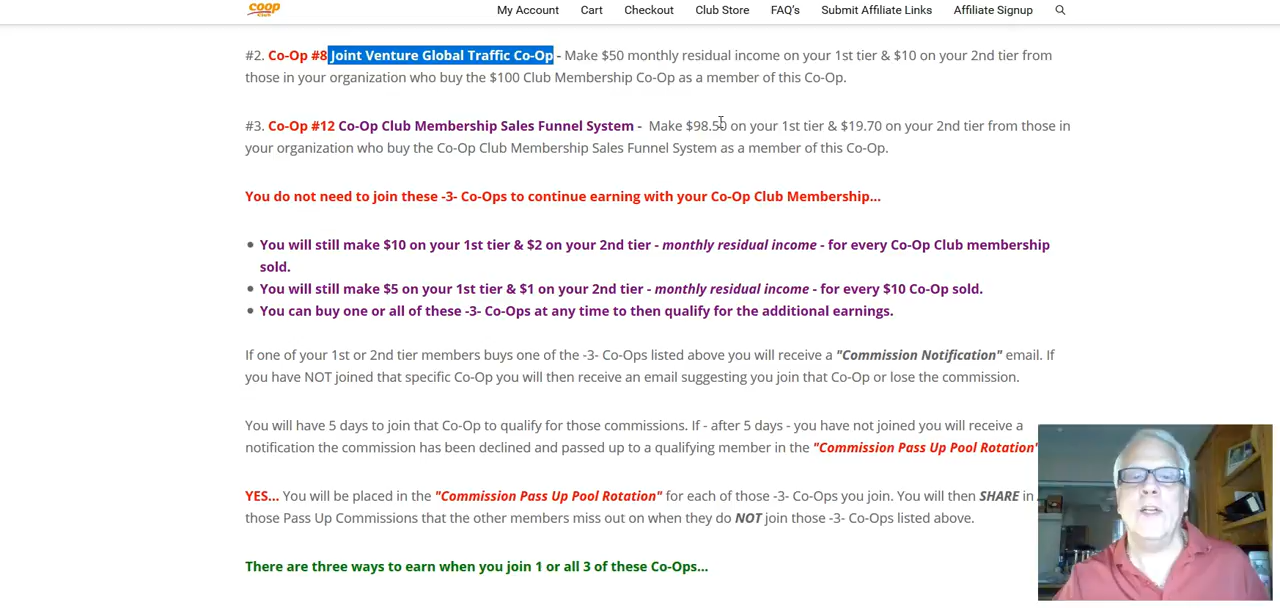 coop
Club
My Account Cart Checkout Club Store FAQ's Submit Affiliate Links Affiliate Signup
#2. Co-Op #8 Joint Venture Global Traffic Co-Op - Make $50 monthly residual income on your 1st tier & $10 on your 2nd tier from
those in your organization who buy the $100 Club Membership Co-Op as a member of this Co-Op.
#3. Co-Op #12 Co-Op Club Membership Sales Funnel System - Make $98.50 on your 1st tier & $19.70 on your 2nd tier from those in
your organization who buy the Co-Op Club Membership Sales Funnel System as a member of this Co-Op.
You do not need to join these -3- Co-Ops to continue earning with your Co-Op Club Membership...
You will still make $10 on your 1st tier & $2 on your 2nd tier - monthly residual income - for every Co-Op Club membership
sold.
You will still make $5 on your 1st tier & $1 on your 2nd tier - monthly residual income - for every $10 Co-Op sold.
You can buy one or all of these -3- Co-Ops at any time to then qualify for the additional earnings.
If one of your 1st or 2nd tier members buys one of the -3- Co-Ops listed above you will receive a "Commission Notification" email. If
you have NOT joined that specific Co-Op you will then receive an email suggesting you join that Co-Op or lose the commission.
You will have 5 days to join that Co-Op to qualify for those commissions. If - after 5 days - you have not joined you will receive a
notification the commission has been declined and passed up to a qualifying member in the "Commission Pass Up Pool Rotation"
YES... You will be placed in the "Commission Pass Up Pool Rotation" for each of those -3- Co-Ops you join. You will then SHARE in
those Pass Up Commissions that the other members miss out on when they do NOT join those -3- Co-Ops listed above.
There are three ways to earn when you join 1 or all 3 of these Co-Ops...